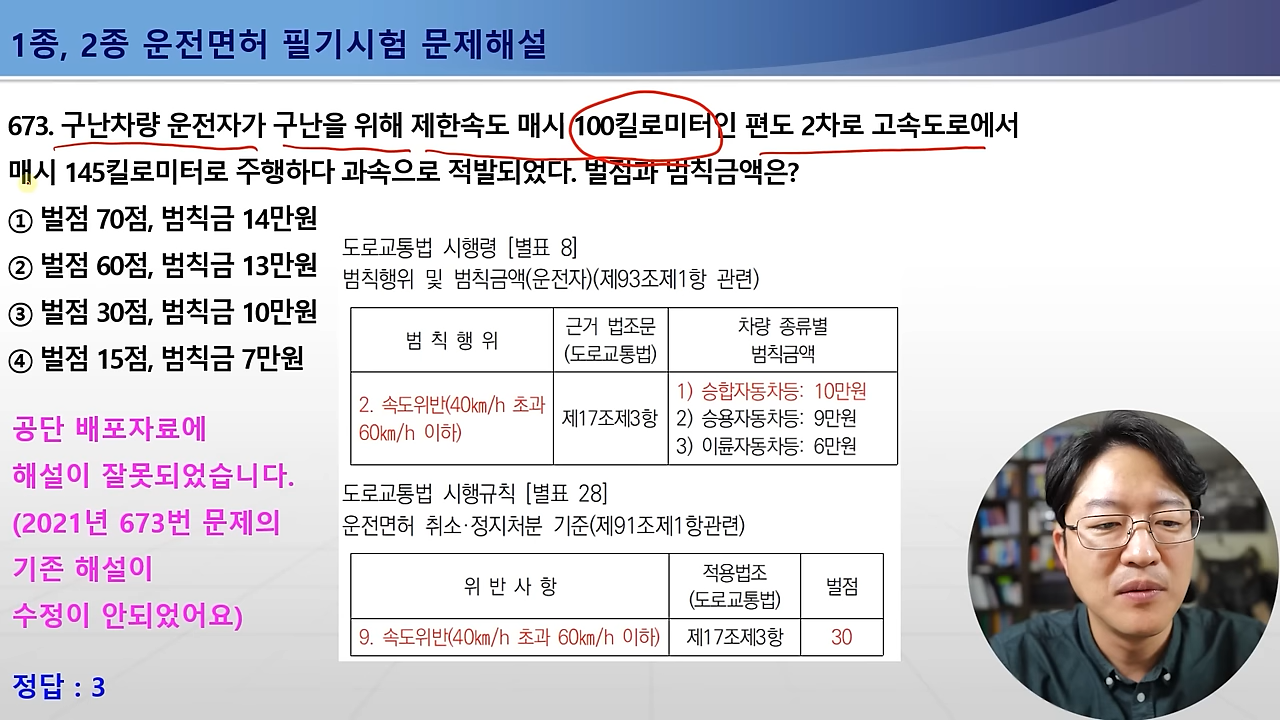 1종, 2종 운전면허 필기시험 문제해설
673. 구난차량 운전자가 구난을 위해 제한속도 매시 100킬로미터인 편도 2차로 고속도로에서
매시 145킬로미터로 주행하다 과속으로 적발되었다. 벌점과 범칙금액은?
① 벌점 70점, 범칙금 14만원
② 벌점 60점, 범칙금 13만원
③ 벌점 30점, 범칙금 10만원
④ 벌점 15점, 범칙금 7만원
공단 배포자료에
해설이 잘못되었습니다.
(2021년 673번 문제의
기존 해설이
수정이 안되었어요)
정답 : 3
도로교통법 시행령 [별표 8]
범칙행위 및 범칙금액(운전자)(제93조제1항 관련)
범 칙 행 위
근거 법조문
(도로교통법)
차량 종류별
범칙금액
2. 속도위반(40㎞/h 초과
60㎞/h 이하)
제17조제3항
1) 승합자동차등: 10만원
2) 승용자동차등: 9만원
3) 이륜자동차등: 6만원
도로교통법 시행규칙 [별표 28]
운전면허 취소·정지처분 기준(제91조제1항관련)
위 반 사 항
적용법조
(도로교통법)
벌점
9. 속도위반(40㎞/h 초과 60㎞/h 이하)
제17조제3항
30